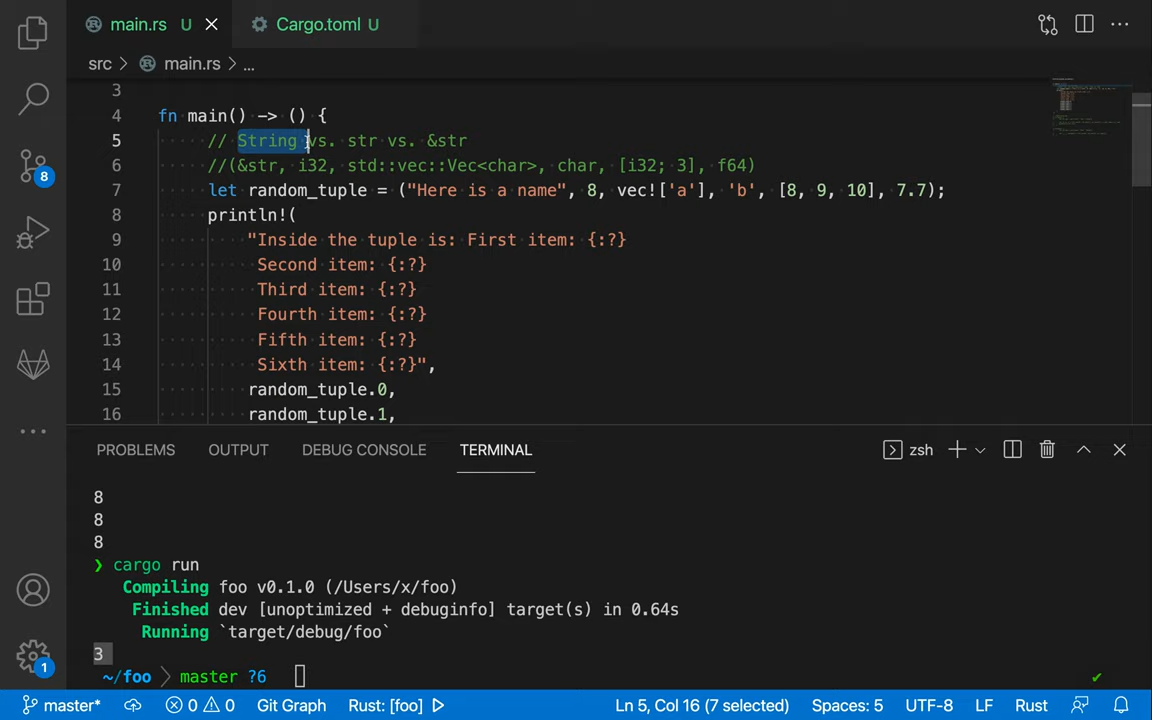 main.rs U
Cargo.toml U
src > main.rs > ...
3
4 fn main() -> () {
5 // String vs. str vs. &str
6 //(&str, i32, std::vec::Vec<char>, char, [i32; 3], f64)
7 let random_tuple = ("Here is a name", 8, vec!['a'], 'b', [8, 9, 10], 7.7);
8 println!(
9 "Inside the tuple is: First item: {:?}
10 Second item: {:?}
11 Third item: {:?}
12 Fourth item: {:?}
13 Fifth item: {:?}
14 Sixth item: {:?}",
15 random_tuple.0,
16 random_tuple.1,
8
PROBLEMS OUTPUT DEBUG CONSOLE TERMINAL zsh
8
8
8
❯ cargo run
Compiling foo v0.1.0 (/Users/x/foo)
Finished dev [unoptimized + debuginfo] target(s) in 0.64s
Running `target/debug/foo`
3
~/foo > master ?6 ✔
1
master* 0 0 Git Graph Rust: [foo] Ln 5, Col 16 (7 selected) Spaces: 5 UTF-8 LF Rust